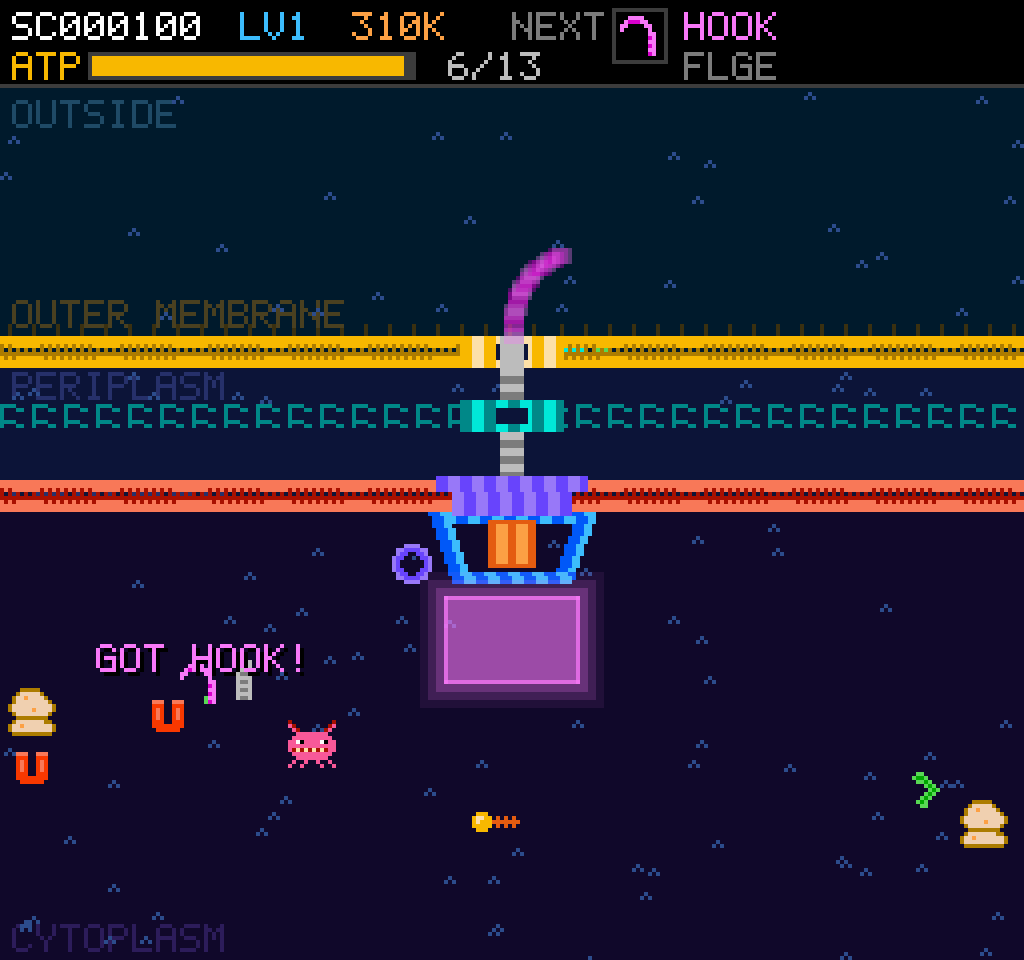 SC000100 LV1 310K NEXT HOOK
ATP 6/13 FLGE
OUTSIDE
OUTER MEMBRANE
PERIPLASM
GOT HOOK!
CYTOPLASM